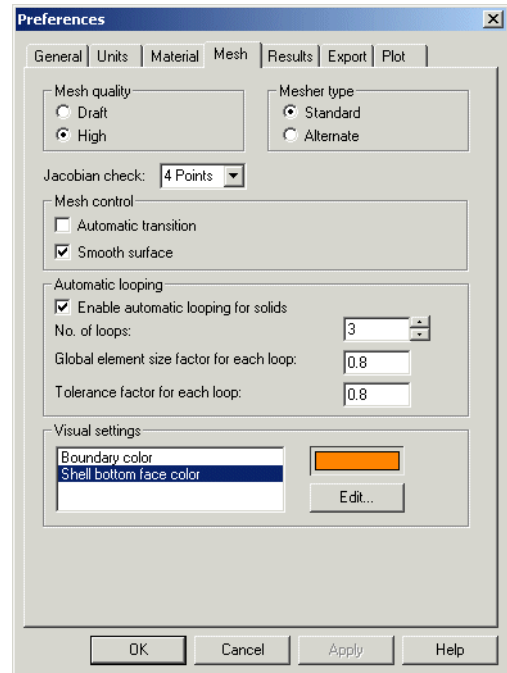 Preferences
General Units Material Mesh Results Export Plot
Mesh quality
Draft
High
Mesher type
Standard
Alternate
Jacobian check: 4 Points
Mesh control
Automatic transition
Smooth surface
Automatic looping
Enable automatic looping for solids
No. of loops: 3
Global element size factor for each loop: 0.8
Tolerance factor for each loop: 0.8
Visual settings
Boundary color
Shell bottom face color
Edit...
OK Cancel Apply Help